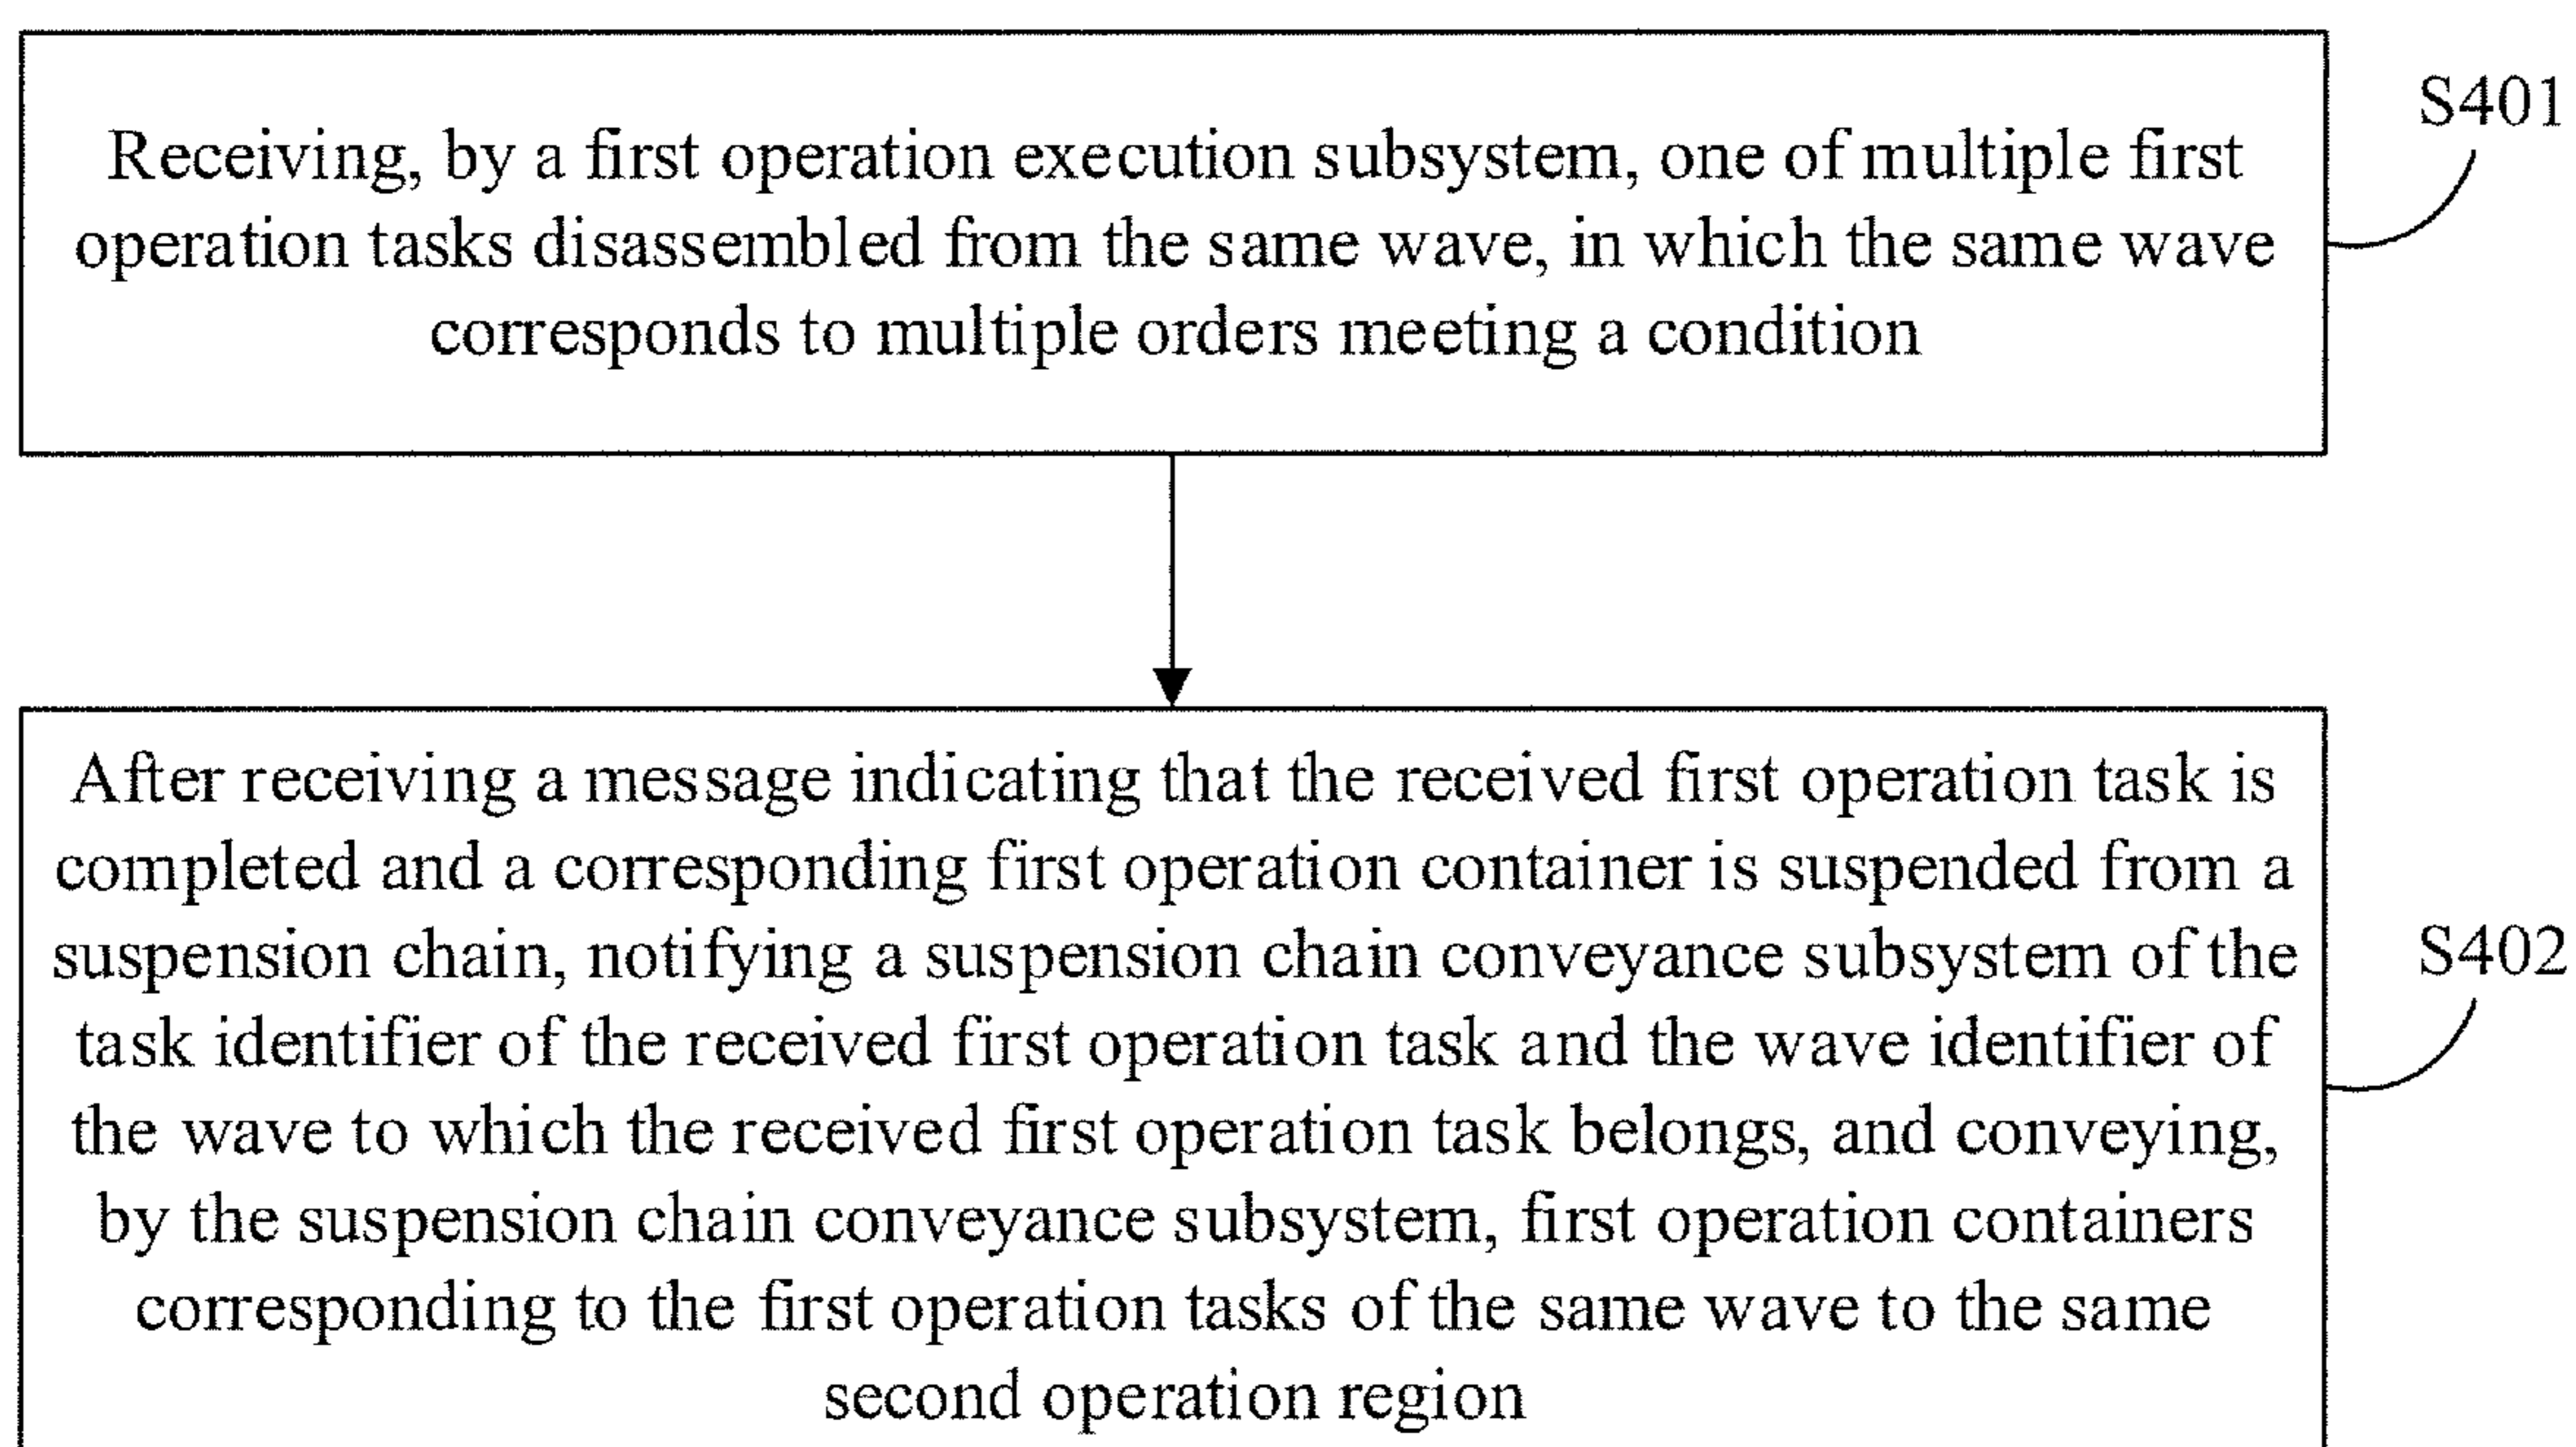 Receiving, by a first operation execution subsystem, one of multiple first
operation tasks disassembled from the same wave, in which the same wave
corresponds to multiple orders meeting a condition
S401
After receiving a message indicating that the received first operation task is
completed and a corresponding first operation container is suspended from a
suspension chain, notifying a suspension chain conveyance subsystem of the
task identifier of the received first operation task and the wave identifier of
the wave to which the received first operation task belongs, and conveying,
by the suspension chain conveyance subsystem, first operation containers
corresponding to the first operation tasks of the same wave to the same
second operation region
S402